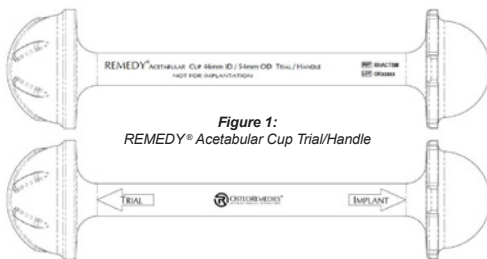 REMEDY® ACETABULAR CUP 46mm ID / 54mm OD TRIAL / HANDLE
NOT FOR IMPLANTATION
REF
LOT
Figure 1:
REMEDY® Acetabular Cup Trial/Handle
TRIAL
OSTEOREMEDIES®
IMPLANT